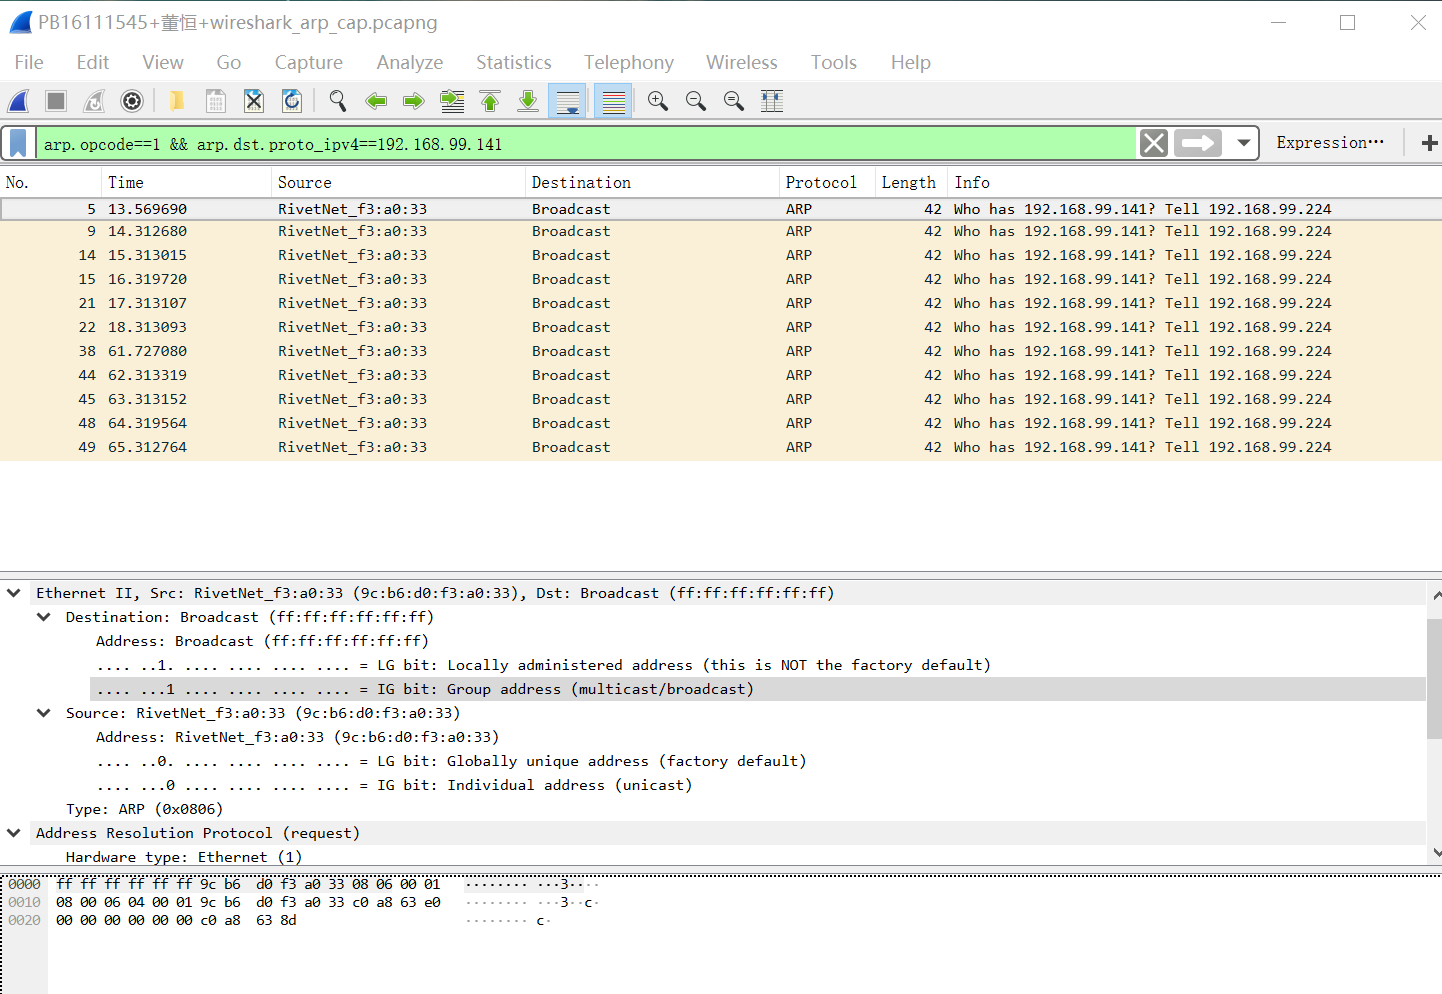 PB16111545+董恒+wireshark_arp_cap.pcapng
File Edit View Go Capture Analyze Statistics Telephony Wireless Tools Help
arp.opcode==1 && arp.dst.proto_ipv4==192.168.99.141 Expression…
No. Time Source Destination Protocol Length Info
5 13.569690 RivetNet_f3:a0:33 Broadcast ARP 42 Who has 192.168.99.141? Tell 192.168.99.224
9 14.312680 RivetNet_f3:a0:33 Broadcast ARP 42 Who has 192.168.99.141? Tell 192.168.99.224
14 15.313015 RivetNet_f3:a0:33 Broadcast ARP 42 Who has 192.168.99.141? Tell 192.168.99.224
15 16.319720 RivetNet_f3:a0:33 Broadcast ARP 42 Who has 192.168.99.141? Tell 192.168.99.224
21 17.313107 RivetNet_f3:a0:33 Broadcast ARP 42 Who has 192.168.99.141? Tell 192.168.99.224
22 18.313093 RivetNet_f3:a0:33 Broadcast ARP 42 Who has 192.168.99.141? Tell 192.168.99.224
38 61.727080 RivetNet_f3:a0:33 Broadcast ARP 42 Who has 192.168.99.141? Tell 192.168.99.224
44 62.313319 RivetNet_f3:a0:33 Broadcast ARP 42 Who has 192.168.99.141? Tell 192.168.99.224
45 63.313152 RivetNet_f3:a0:33 Broadcast ARP 42 Who has 192.168.99.141? Tell 192.168.99.224
48 64.319564 RivetNet_f3:a0:33 Broadcast ARP 42 Who has 192.168.99.141? Tell 192.168.99.224
49 65.312764 RivetNet_f3:a0:33 Broadcast ARP 42 Who has 192.168.99.141? Tell 192.168.99.224
Ethernet II, Src: RivetNet_f3:a0:33 (9c:b6:d0:f3:a0:33), Dst: Broadcast (ff:ff:ff:ff:ff:ff)
Destination: Broadcast (ff:ff:ff:ff:ff:ff)
Address: Broadcast (ff:ff:ff:ff:ff:ff)
.... ..1. .... .... .... .... = LG bit: Locally administered address (this is NOT the factory default)
.... ...1 .... .... .... .... = IG bit: Group address (multicast/broadcast)
Source: RivetNet_f3:a0:33 (9c:b6:d0:f3:a0:33)
Address: RivetNet_f3:a0:33 (9c:b6:d0:f3:a0:33)
.... ..0. .... .... .... .... = LG bit: Globally unique address (factory default)
.... ...0 .... .... .... .... = IG bit: Individual address (unicast)
Type: ARP (0x0806)
Address Resolution Protocol (request)
Hardware type: Ethernet (1)
0000 ff ff ff ff ff ff 9c b6 d0 f3 a0 33 08 06 00 01 ········ ···3····
0010 08 00 06 04 00 01 9c b6 d0 f3 a0 33 c0 a8 63 e0 ········ ···3··c·
0020 00 00 00 00 00 00 c0 a8 63 8d ········ c·